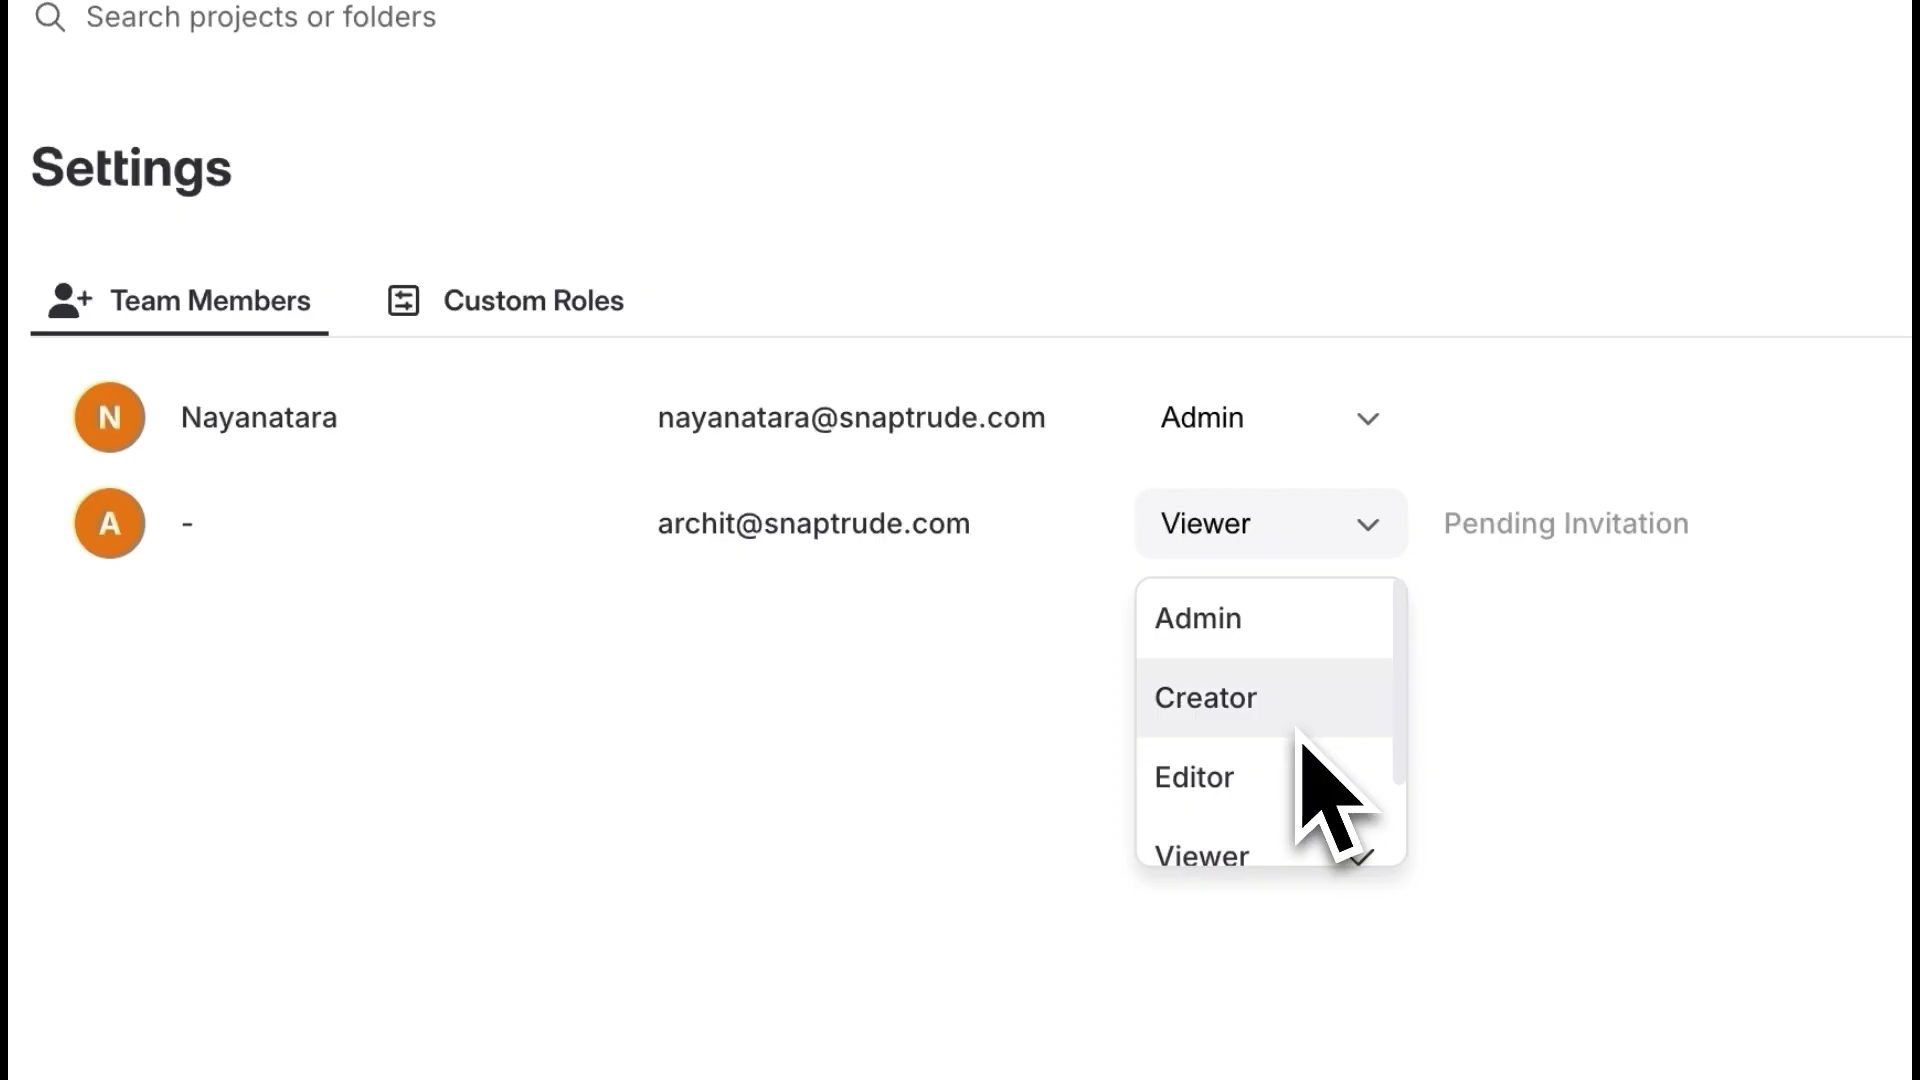 Search projects or folders
Settings
Team Members
Custom Roles
N
Nayanatara
nayanatara@snaptrude.com
Admin
A
-
archit@snaptrude.com
Viewer
Pending Invitation
Admin
Creator
Editor
Viewer